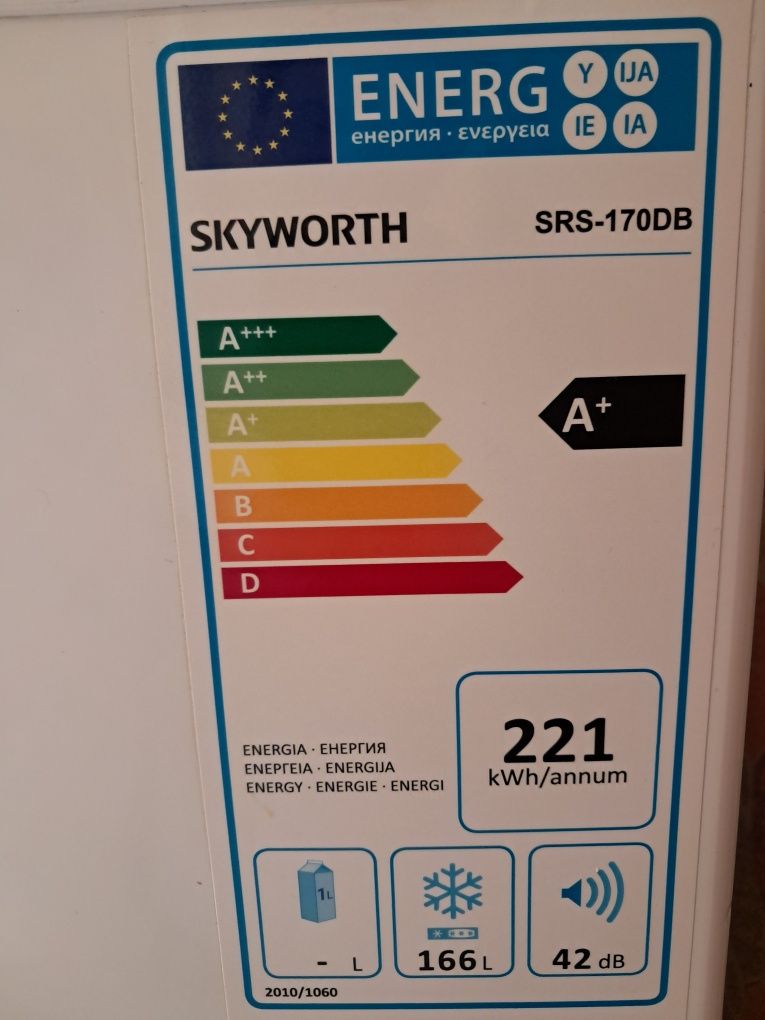 ENERG Y IJA
енергия · ενεργεια IE IA
SKYWORTH SRS-170DB
A+++
A++
A+
A+
A
B
C
D
221
kWh/annum
ENERGIA · ЕНЕРГИЯ
ΕΝΕΡΓΕΙΑ · ENERGIJA
ENERGY · ENERGIE · ENERGI
1L
- L
166 L
42 dB
2010/1060